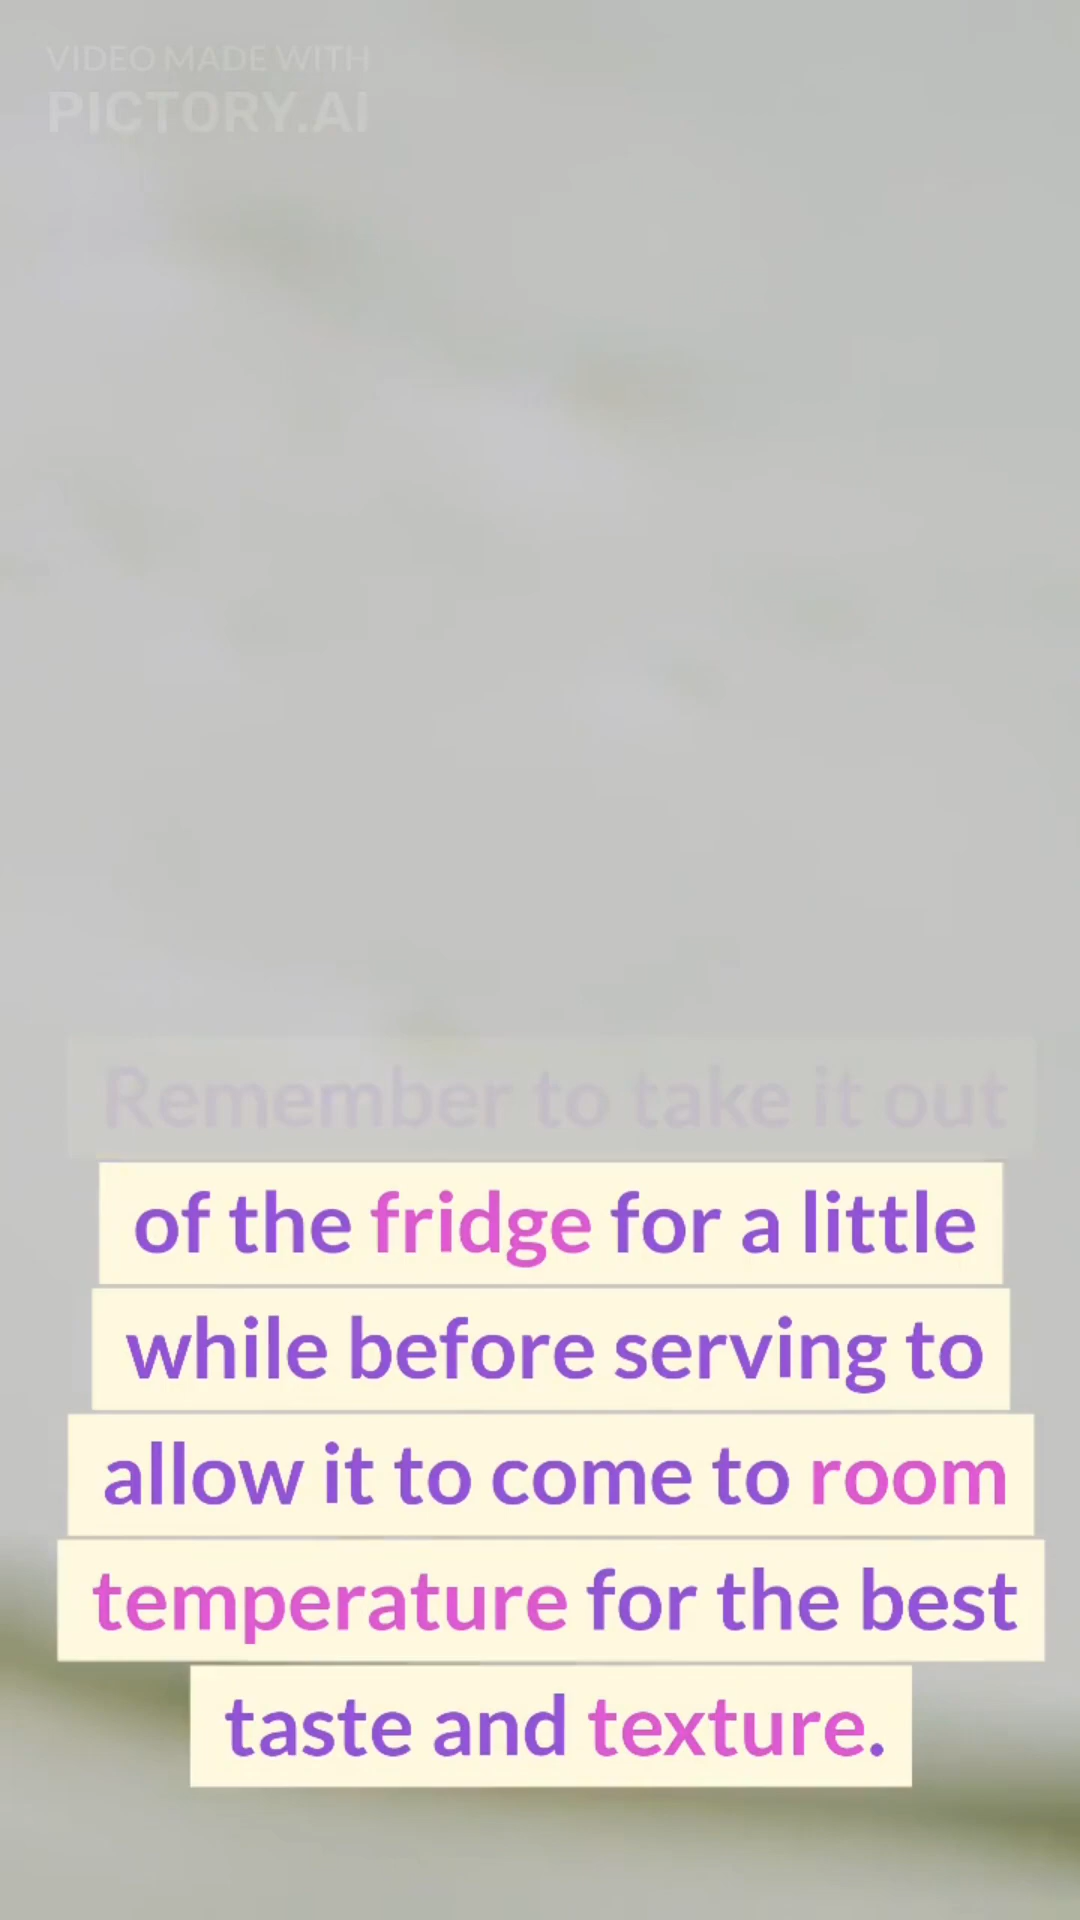 VIDEO MADE WITH
PICTORY.AI
Remember to take it out
of the fridge for a little
while before serving to
allow it to come to room
temperature for the best
taste and texture.